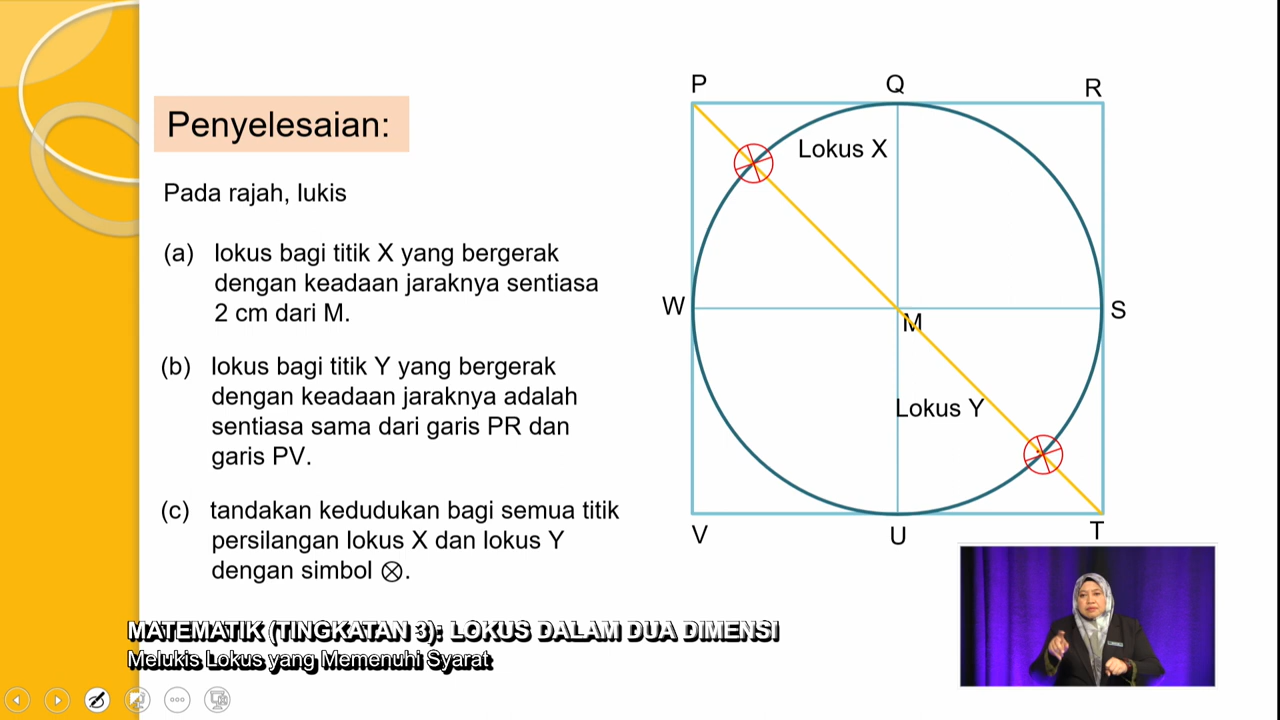 Penyelesaian:
Pada rajah, lukis
(a) lokus bagi titik X yang bergerak
dengan keadaan jaraknya sentiasa
2 cm dari M.
(b) lokus bagi titik Y yang bergerak
dengan keadaan jaraknya adalah
sentiasa sama dari garis PR dan
garis PV.
(c) tandakan kedudukan bagi semua titik
persilangan lokus X dan lokus Y
dengan simbol ⊗.
P Q R
Lokus X
W M S
Lokus Y
V U T
MATEMATIK (TINGKATAN 3): LOKUS DALAM DUA DIMENSI
Melukis Lokus yang Memenuhi Syarat